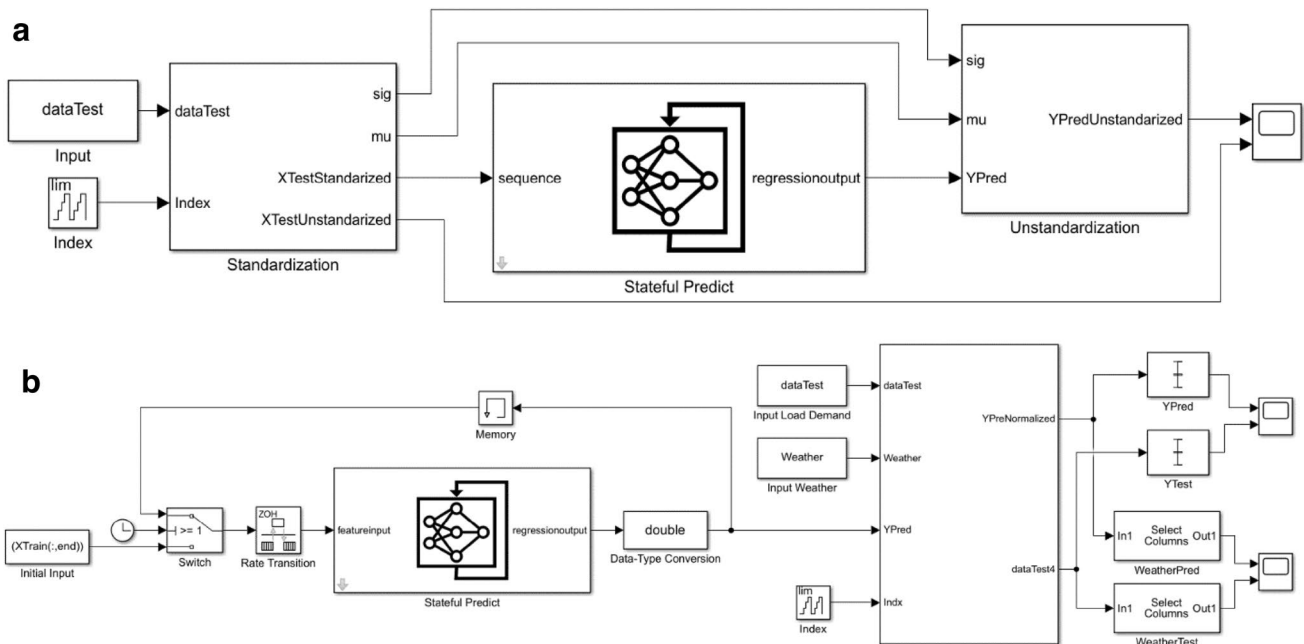 a
dataTest
Input
lim
Index
dataTest
Index
sig
mu
XTestStandarized
XTestUnstandarized
Standardization
sequence
regressionoutput
Stateful Predict
sig
mu
YPred
YPredUnstandarized
Unstandardization
b
(XTrain(:,end))
Initial Input
>= 1
Switch
ZOH
Rate Transition
Memory
featureinput
regressionoutput
Stateful Predict
double
Data-Type Conversion
dataTest
Input Load Demand
Weather
Input Weather
lim
Index
dataTest
Weather
YPred
Indx
YPreNormalized
dataTest4
YPred
YTest
In1 Select Columns Out1
WeatherPred
In1 Select Columns Out1
WeatherTest